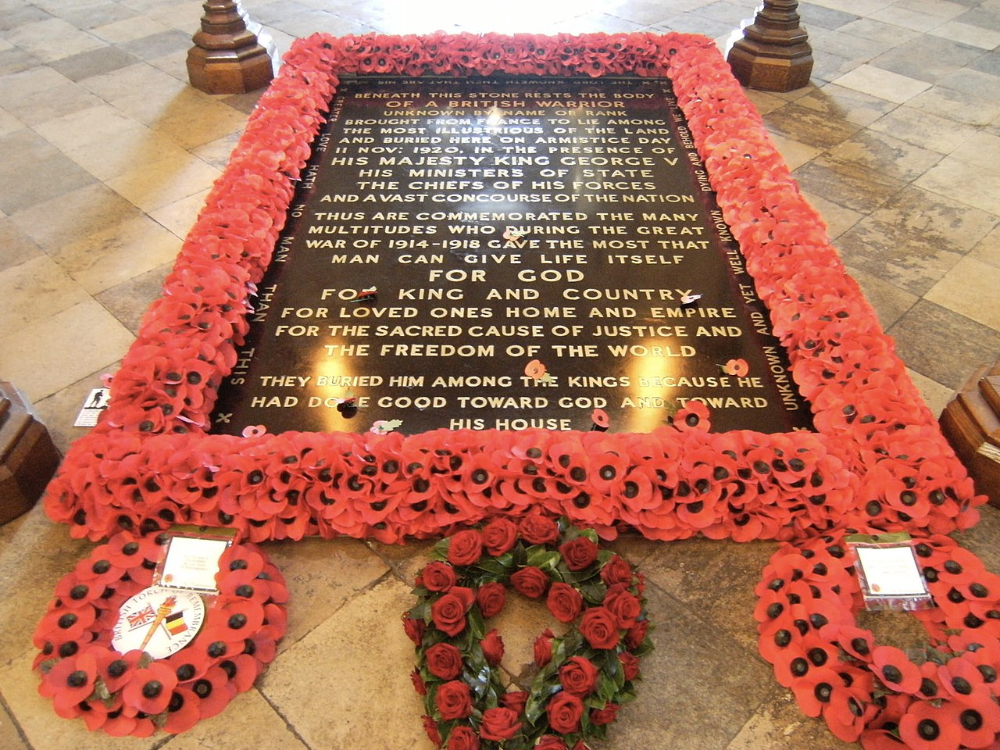 THE LORD KNOWETH THEM THAT ARE HIS
BENEATH THIS STONE RESTS THE BODY
OF A BRITISH WARRIOR
UNKNOWN BY NAME OR RANK
BROUGHT FROM FRANCE TO LIE AMONG
THE MOST ILLUSTRIOUS OF THE LAND
AND BURIED HERE ON ARMISTICE DAY
11 NOV: 1920, IN THE PRESENCE OF
HIS MAJESTY KING GEORGE V
HIS MINISTERS OF STATE
THE CHIEFS OF HIS FORCES
AND A VAST CONCOURSE OF THE NATION
THUS ARE COMMEMORATED THE MANY
MULTITUDES WHO DURING THE GREAT
WAR OF 1914-1918 GAVE THE MOST THAT
MAN CAN GIVE LIFE ITSELF
FOR GOD
FOR KING AND COUNTRY
FOR LOVED ONES HOME AND EMPIRE
FOR THE SACRED CAUSE OF JUSTICE AND
THE FREEDOM OF THE WORLD
THEY BURIED HIM AMONG THE KINGS BECAUSE HE
HAD DONE GOOD TOWARD GOD AND TOWARD
HIS HOUSE
GREATER LOVE HATH NO MAN THAN THIS
UNKNOWN AND YET WELL KNOWN DYING AND BEHOLD WE LIVE
BRITISH TORCH OF REMEMBRANCE